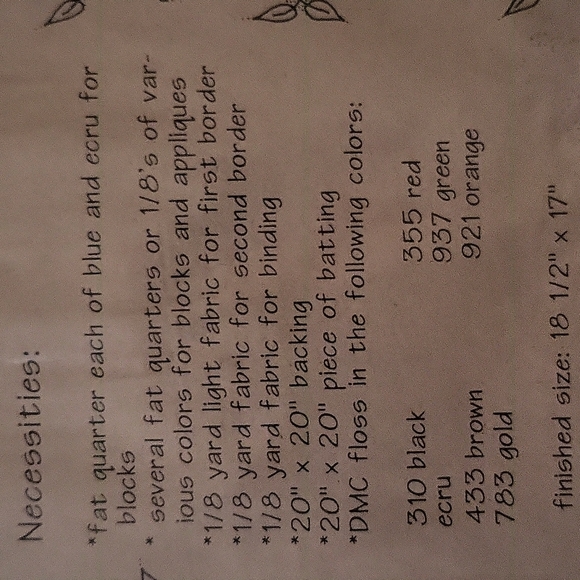 Necessities:
*fat quarter each of blue and ecru for
blocks
* several fat quarters or 1/8's of var-
ious colors for blocks and appliques
*1/8 yard light fabric for first border
*1/8 yard fabric for second border
*1/8 yard fabric for binding
*20" x 20" backing
*20" x 20" piece of batting
*DMC floss in the following colors:
310 black 355 red
ecru 937 green
433 brown 921 orange
783 gold
finished size: 18 1/2" x 17"